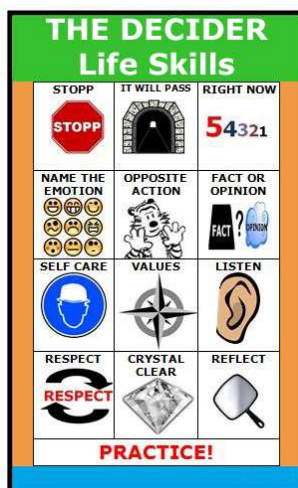 THE DECIDER
Life Skills
STOPP
STOPP
IT WILL PASS
RIGHT NOW
54321
NAME THE
EMOTION
OPPOSITE
ACTION
FACT OR
OPINION
FACT
?
OPINION
SELF CARE
VALUES
LISTEN
RESPECT
RESPECT
CRYSTAL
CLEAR
REFLECT
PRACTICE!